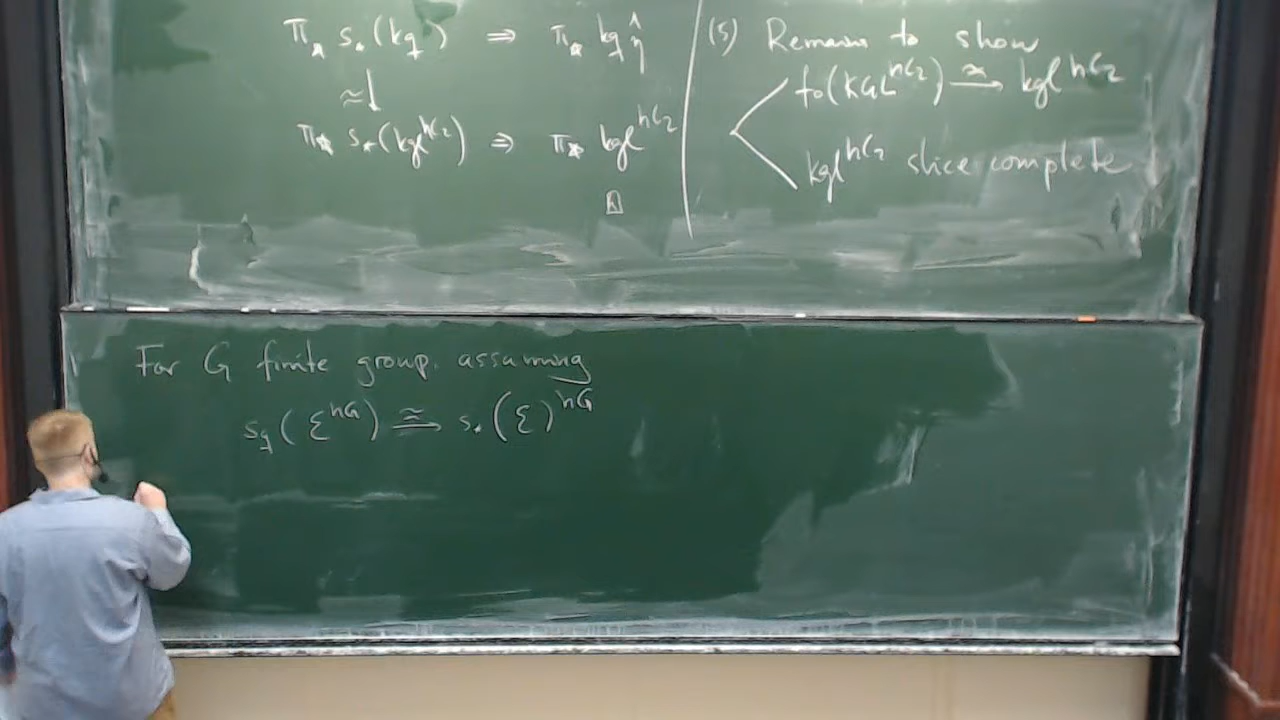 π⋆ s•(kq) ⇒ π⋆ kq^η
≃↓
π⋆ s•(kgl^hC2) ⇒ π⋆ kgl^hC2
(5) Remains to show
f0(KGL^hC2) ≃→ kgl^hC2
kgl^hC2 slice complete
For G finite group, assuming
sq(Ɛ^hG) ≃→ s•(Ɛ)^hG